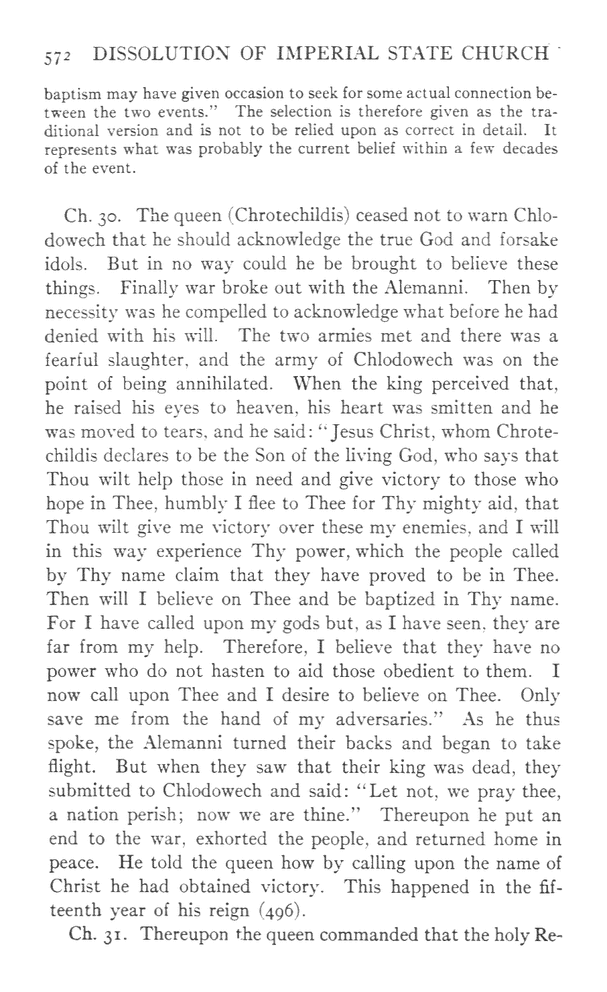 572 DISSOLUTION OF IMPERIAL STATE CHURCH
baptism may have given occasion to seek for some actual connection be-
tween the two events." The selection is therefore given as the tra-
ditional version and is not to be relied upon as correct in detail. It
represents what was probably the current belief within a few decades
of the event.
Ch. 30. The queen (Chrotechildis) ceased not to warn Chlo-
dowech that he should acknowledge the true God and forsake
idols. But in no way could he be brought to believe these
things. Finally war broke out with the Alemanni. Then by
necessity was he compelled to acknowledge what before he had
denied with his will. The two armies met and there was a
fearful slaughter, and the army of Chlodowech was on the
point of being annihilated. When the king perceived that,
he raised his eyes to heaven, his heart was smitten and he
was moved to tears, and he said: "Jesus Christ, whom Chrote-
childis declares to be the Son of the living God, who says that
Thou wilt help those in need and give victory to those who
hope in Thee, humbly I flee to Thee for Thy mighty aid, that
Thou wilt give me victory over these my enemies, and I will
in this way experience Thy power, which the people called
by Thy name claim that they have proved to be in Thee.
Then will I believe on Thee and be baptized in Thy name.
For I have called upon my gods but, as I have seen, they are
far from my help. Therefore, I believe that they have no
power who do not hasten to aid those obedient to them. I
now call upon Thee and I desire to believe on Thee. Only
save me from the hand of my adversaries." As he thus
spoke, the Alemanni turned their backs and began to take
flight. But when they saw that their king was dead, they
submitted to Chlodowech and said: "Let not, we pray thee,
a nation perish; now we are thine." Thereupon he put an
end to the war, exhorted the people, and returned home in
peace. He told the queen how by calling upon the name of
Christ he had obtained victory. This happened in the fif-
teenth year of his reign (496).
Ch. 31. Thereupon the queen commanded that the holy Re-